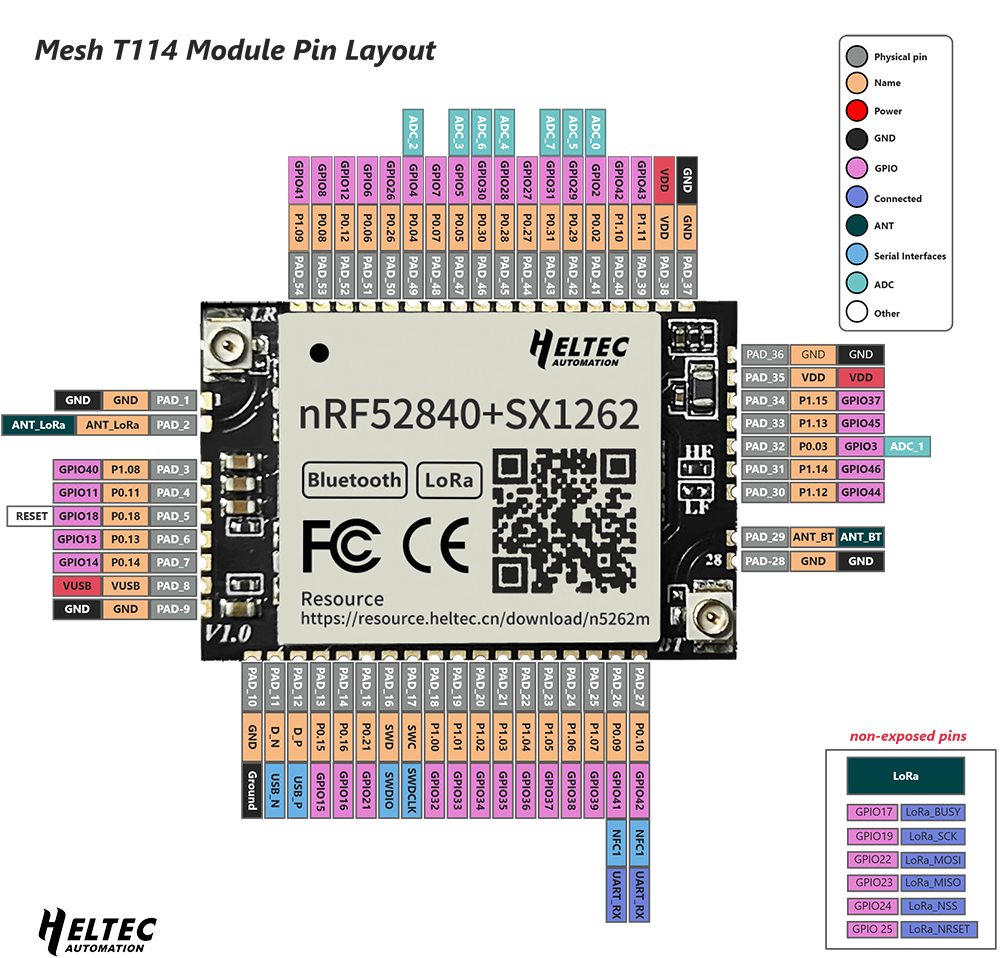 Mesh T114 Module Pin Layout
Physical pin
Name
Power
GND
GPIO
Connected
ANT
Serial Interfaces
ADC
Other
ADC_2 ADC_3 ADC_6 ADC_4 ADC_7 ADC_5 ADC_0
GPIO41 GPIO8 GPIO12 GPIO6 GPIO26 GPIO4 GPIO7 GPIO5 GPIO30 GPIO28 GPIO27 GPIO31 GPIO29 GPIO2 GPIO42 GPIO43 VDD GND
P1.09 P0.08 P0.12 P0.06 P0.26 P0.04 P0.07 P0.05 P0.30 P0.28 P0.27 P0.31 P0.29 P0.02 P1.10 P1.11 VDD GND
PAD_54 PAD_53 PAD_52 PAD_51 PAD_50 PAD_49 PAD_48 PAD_47 PAD_46 PAD_45 PAD_44 PAD_43 PAD_42 PAD_41 PAD_40 PAD_39 PAD_38 PAD_37
GND GND PAD_1
ANT_LoRa ANT_LoRa PAD_2
GPIO40 P1.08 PAD_3
GPIO11 P0.11 PAD_4
RESET GPIO18 P0.18 PAD_5
GPIO13 P0.13 PAD_6
GPIO14 P0.14 PAD_7
VUSB VUSB PAD_8
GND GND PAD-9
LR
HELTEC
AUTOMATION
nRF52840+SX1262
Bluetooth LoRa
FC CE
Resource
https://resource.heltec.cn/download/n5262m
V1.0
HF
LF
28
BT
PAD_36 GND GND
PAD_35 VDD VDD
PAD_34 P1.15 GPIO37
PAD_33 P1.13 GPIO45
PAD_32 P0.03 GPIO3 ADC_1
PAD_31 P1.14 GPIO46
PAD_30 P1.12 GPIO44
PAD_29 ANT_BT ANT_BT
PAD-28 GND GND
PAD_10 PAD_11 PAD_12 PAD_13 PAD_14 PAD_15 PAD_16 PAD_17 PAD_18 PAD_19 PAD_20 PAD_21 PAD_22 PAD_23 PAD_24 PAD_25 PAD_26 PAD_27
GND D_N D_P P0.15 P0.16 P0.21 SWD SWC P1.00 P1.01 P1.02 P1.03 P1.04 P1.05 P1.06 P1.07 P0.09 P0.10
Ground USB_N USB_P GPIO15 GPIO16 GPIO21 SWDIO SWDCLK GPIO32 GPIO33 GPIO34 GPIO35 GPIO36 GPIO37 GPIO38 GPIO39 GPIO41 GPIO42
NFC1 NFC1
UART_RX UART_RX
non-exposed pins
LoRa
GPIO17 LoRa_BUSY
GPIO19 LoRa_SCK
GPIO22 LoRa_MOSI
GPIO23 LoRa_MISO
GPIO24 LoRa_NSS
GPIO 25 LoRa_NRSET
HELTEC
AUTOMATION